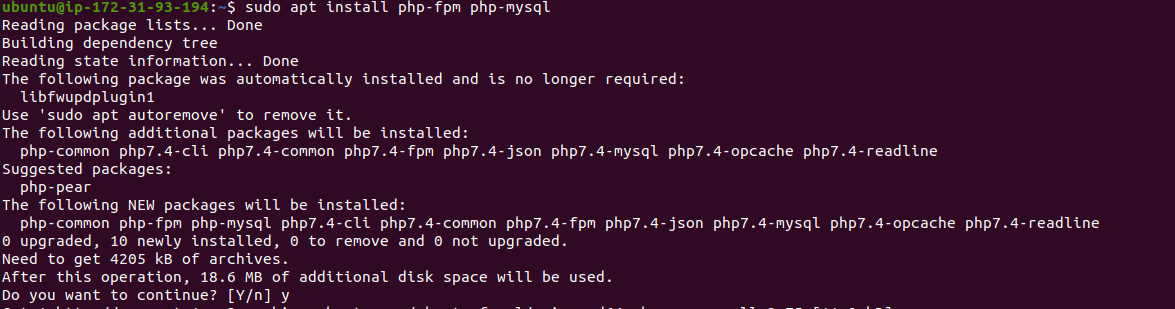 ubuntu@ip-172-31-93-194:~$ sudo apt install php-fpm php-mysql
Reading package lists... Done
Building dependency tree
Reading state information... Done
The following package was automatically installed and is no longer required:
  libfwupdplugin1
Use 'sudo apt autoremove' to remove it.
The following additional packages will be installed:
  php-common php7.4-cli php7.4-common php7.4-fpm php7.4-json php7.4-mysql php7.4-opcache php7.4-readline
Suggested packages:
  php-pear
The following NEW packages will be installed:
  php-common php-fpm php-mysql php7.4-cli php7.4-common php7.4-fpm php7.4-json php7.4-mysql php7.4-opcache php7.4-readline
0 upgraded, 10 newly installed, 0 to remove and 0 not upgraded.
Need to get 4205 kB of archives.
After this operation, 18.6 MB of additional disk space will be used.
Do you want to continue? [Y/n] y